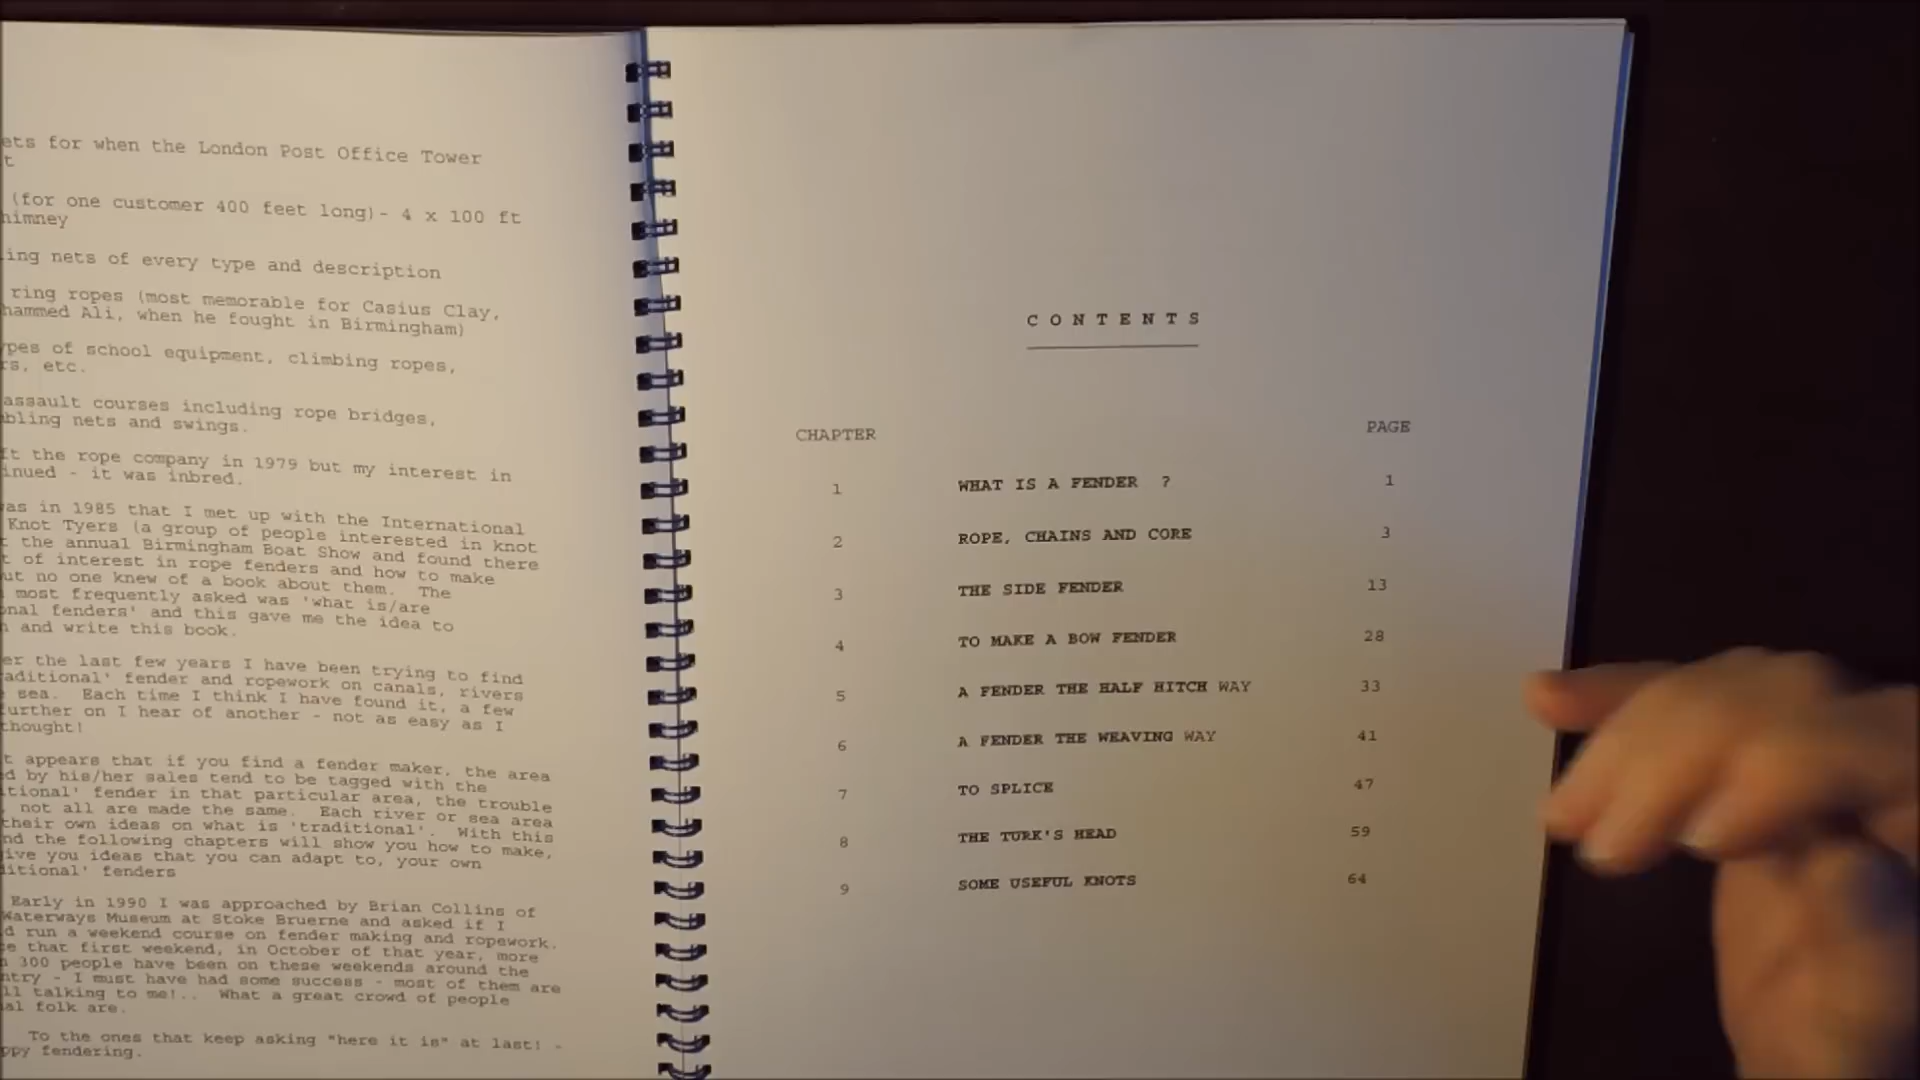 ets for when the London Post Office Tower
t
(for one customer 400 feet long)- 4 x 100 ft
himney
ing nets of every type and description
ring ropes (most memorable for Casius Clay,
hammed Ali, when he fought in Birmingham)
ypes of school equipment, climbing ropes,
rs, etc.
assault courses including rope bridges,
mbling nets and swings.
ft the rope company in 1979 but my interest in
inued - it was inbred.
was in 1985 that I met up with the International
Knot Tyers (a group of people interested in knot
t the annual Birmingham Boat Show and found there
t of interest in rope fenders and how to make
ut no one knew of a book about them. The
most frequently asked was 'what is/are
onal fenders' and this gave me the idea to
h and write this book.
er the last few years I have been trying to find
aditional' fender and ropework on canals, rivers
sea. Each time I think I have found it, a few
further on I hear of another - not as easy as I
thought!
t appears that if you find a fender maker, the area
d by his/her sales tend to be tagged with the
itional' fender in that particular area, the trouble
, not all are made the same. Each river or sea area
their own ideas on what is 'traditional'. With this
nd the following chapters will show you how to make,
give you ideas that you can adapt to, your own
ditional' fenders
Early in 1990 I was approached by Brian Collins of
Waterways Museum at Stoke Bruerne and asked if I
d run a weekend course on fender making and ropework.
e that first weekend, in October of that year, more
n 300 people have been on these weekends around the
ntry - I must have had some success - most of them are
ll talking to me!.. What a great crowd of people
al folk are.
To the ones that keep asking "here it is" at last! -
ppy fendering.
CONTENTS
CHAPTER PAGE
1 WHAT IS A FENDER ? 1
2 ROPE, CHAINS AND CORE 3
3 THE SIDE FENDER 13
4 TO MAKE A BOW FENDER 28
5 A FENDER THE HALF HITCH WAY 33
6 A FENDER THE WEAVING WAY 41
7 TO SPLICE 47
8 THE TURK'S HEAD 59
9 SOME USEFUL KNOTS 64